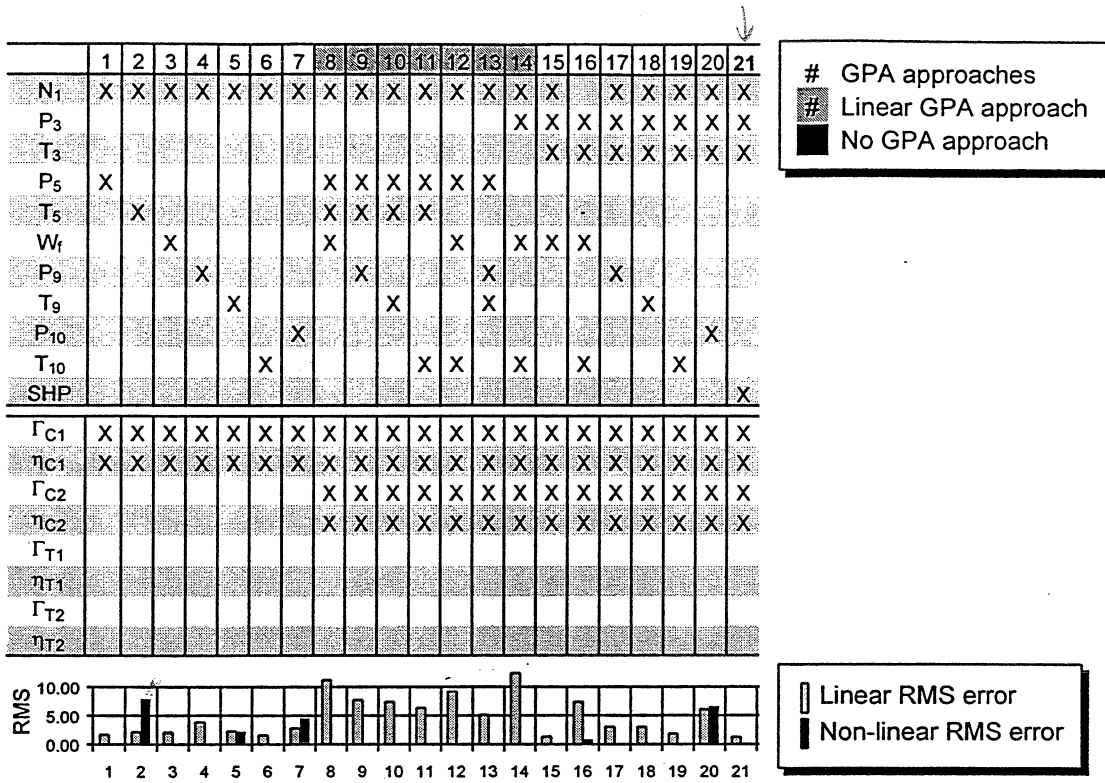 1 2 3 4 5 6 7 8 9 10 11 12 13 14 15 16 17 18 19 20 21
N₁ X X X X X X X X X X X X X X X X X X X X
P₃ X X X X X X X X
T₃ X X X X X X X
P₅ X X X X X X X
T₅ X X X X X
Wf X X X X X X
P₉ X X X X
T₉ X X X X
P₁₀ X X
T₁₀ X X X X X X
SHP X
ΓC1 X X X X X X X X X X X X X X X X X X X X X
ηC1 X X X X X X X X X X X X X X X X X X X X X
ΓC2 X X X X X X X X X X X X X X
ηC2 X X X X X X X X X X X X X X
ΓT1
ηT1
ΓT2
ηT2
# GPA approaches
# Linear GPA approach
No GPA approach
RMS
10.00
5.00
0.00
1 2 3 4 5 6 7 8 9 10 11 12 13 14 15 16 17 18 19 20 21
Linear RMS error
Non-linear RMS error